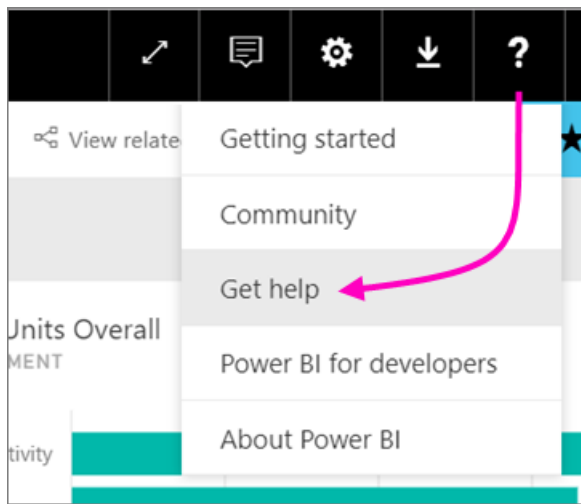 ?
View relate
Getting started
Community
Get help
Units Overall
MENT
Power BI for developers
tivity
About Power BI